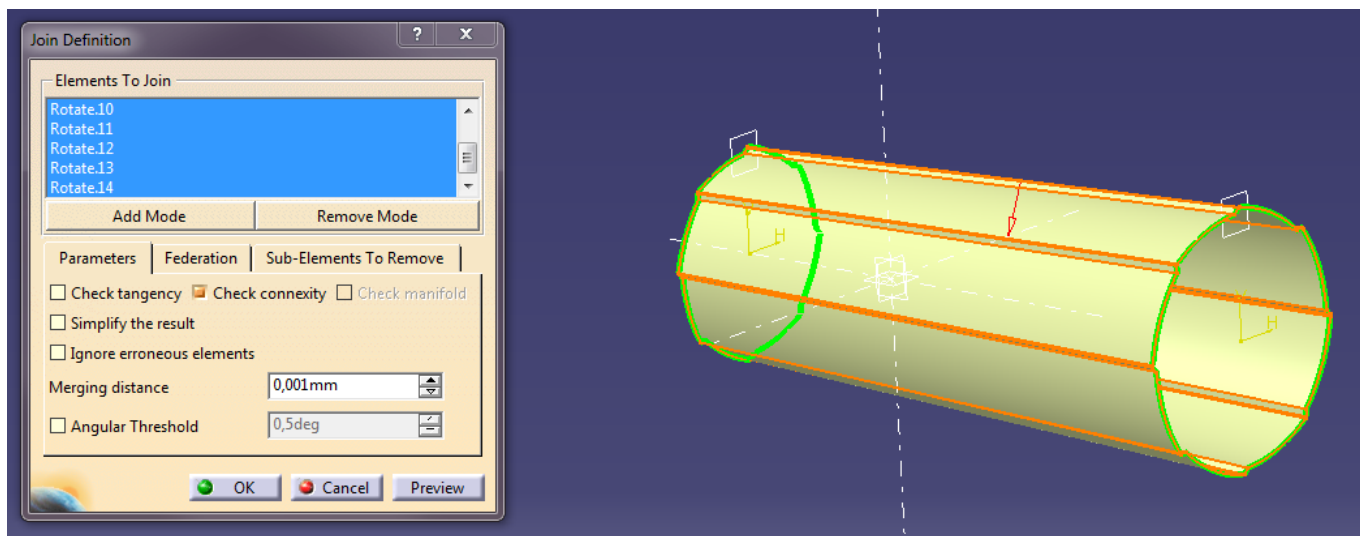 Join Definition
? X
Elements To Join
Rotate.10
Rotate.11
Rotate.12
Rotate.13
Rotate.14
Add Mode Remove Mode
Parameters Federation Sub-Elements To Remove
Check tangency Check connexity Check manifold
Simplify the result
Ignore erroneous elements
Merging distance 0,001mm
Angular Threshold 0,5deg
OK Cancel Preview
H
H